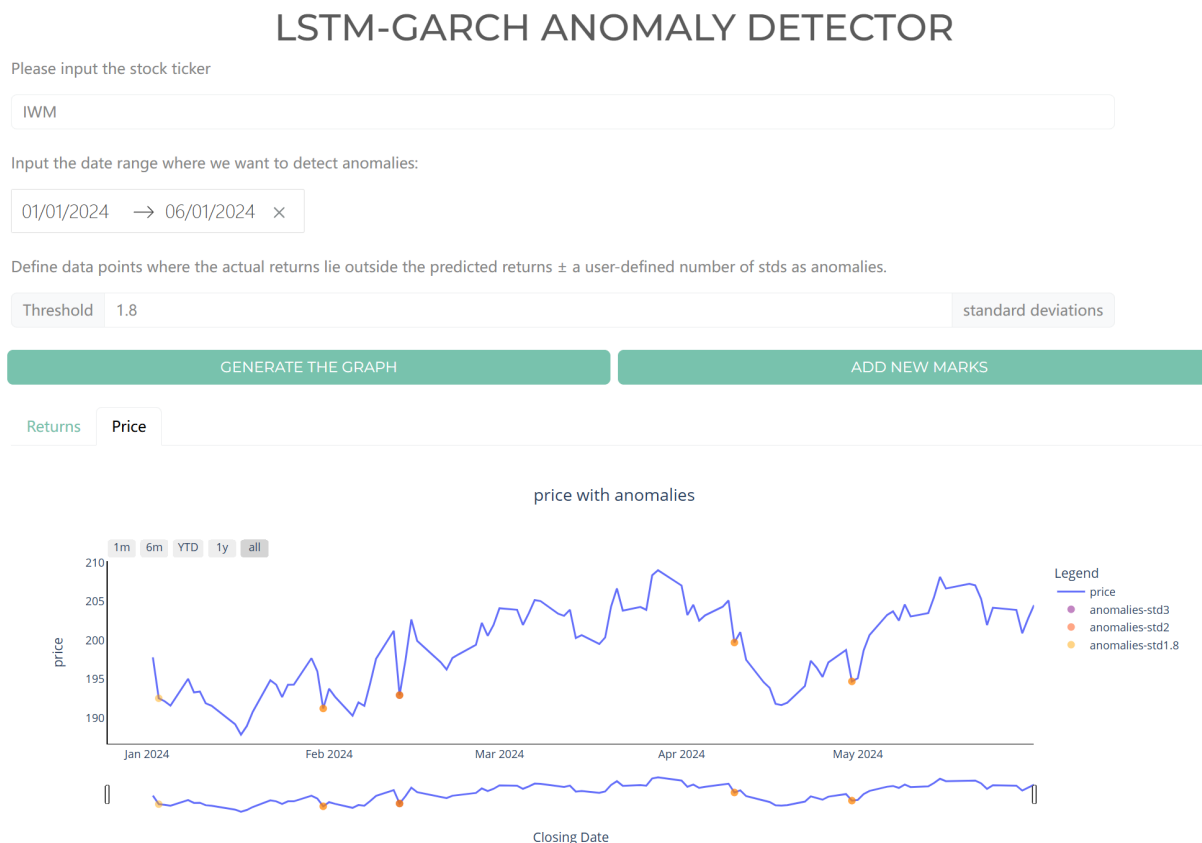 LSTM-GARCH ANOMALY DETECTOR
Please input the stock ticker
IWM
Input the date range where we want to detect anomalies:
01/01/2024 → 06/01/2024 ×
Define data points where the actual returns lie outside the predicted returns ± a user-defined number of stds as anomalies.
Threshold 1.8 standard deviations
GENERATE THE GRAPH ADD NEW MARKS
Returns Price
price with anomalies
1m 6m YTD 1y all
210
205
200
195
190
price
Legend
price
anomalies-std3
anomalies-std2
anomalies-std1.8
Jan 2024 Feb 2024 Mar 2024 Apr 2024 May 2024
Closing Date